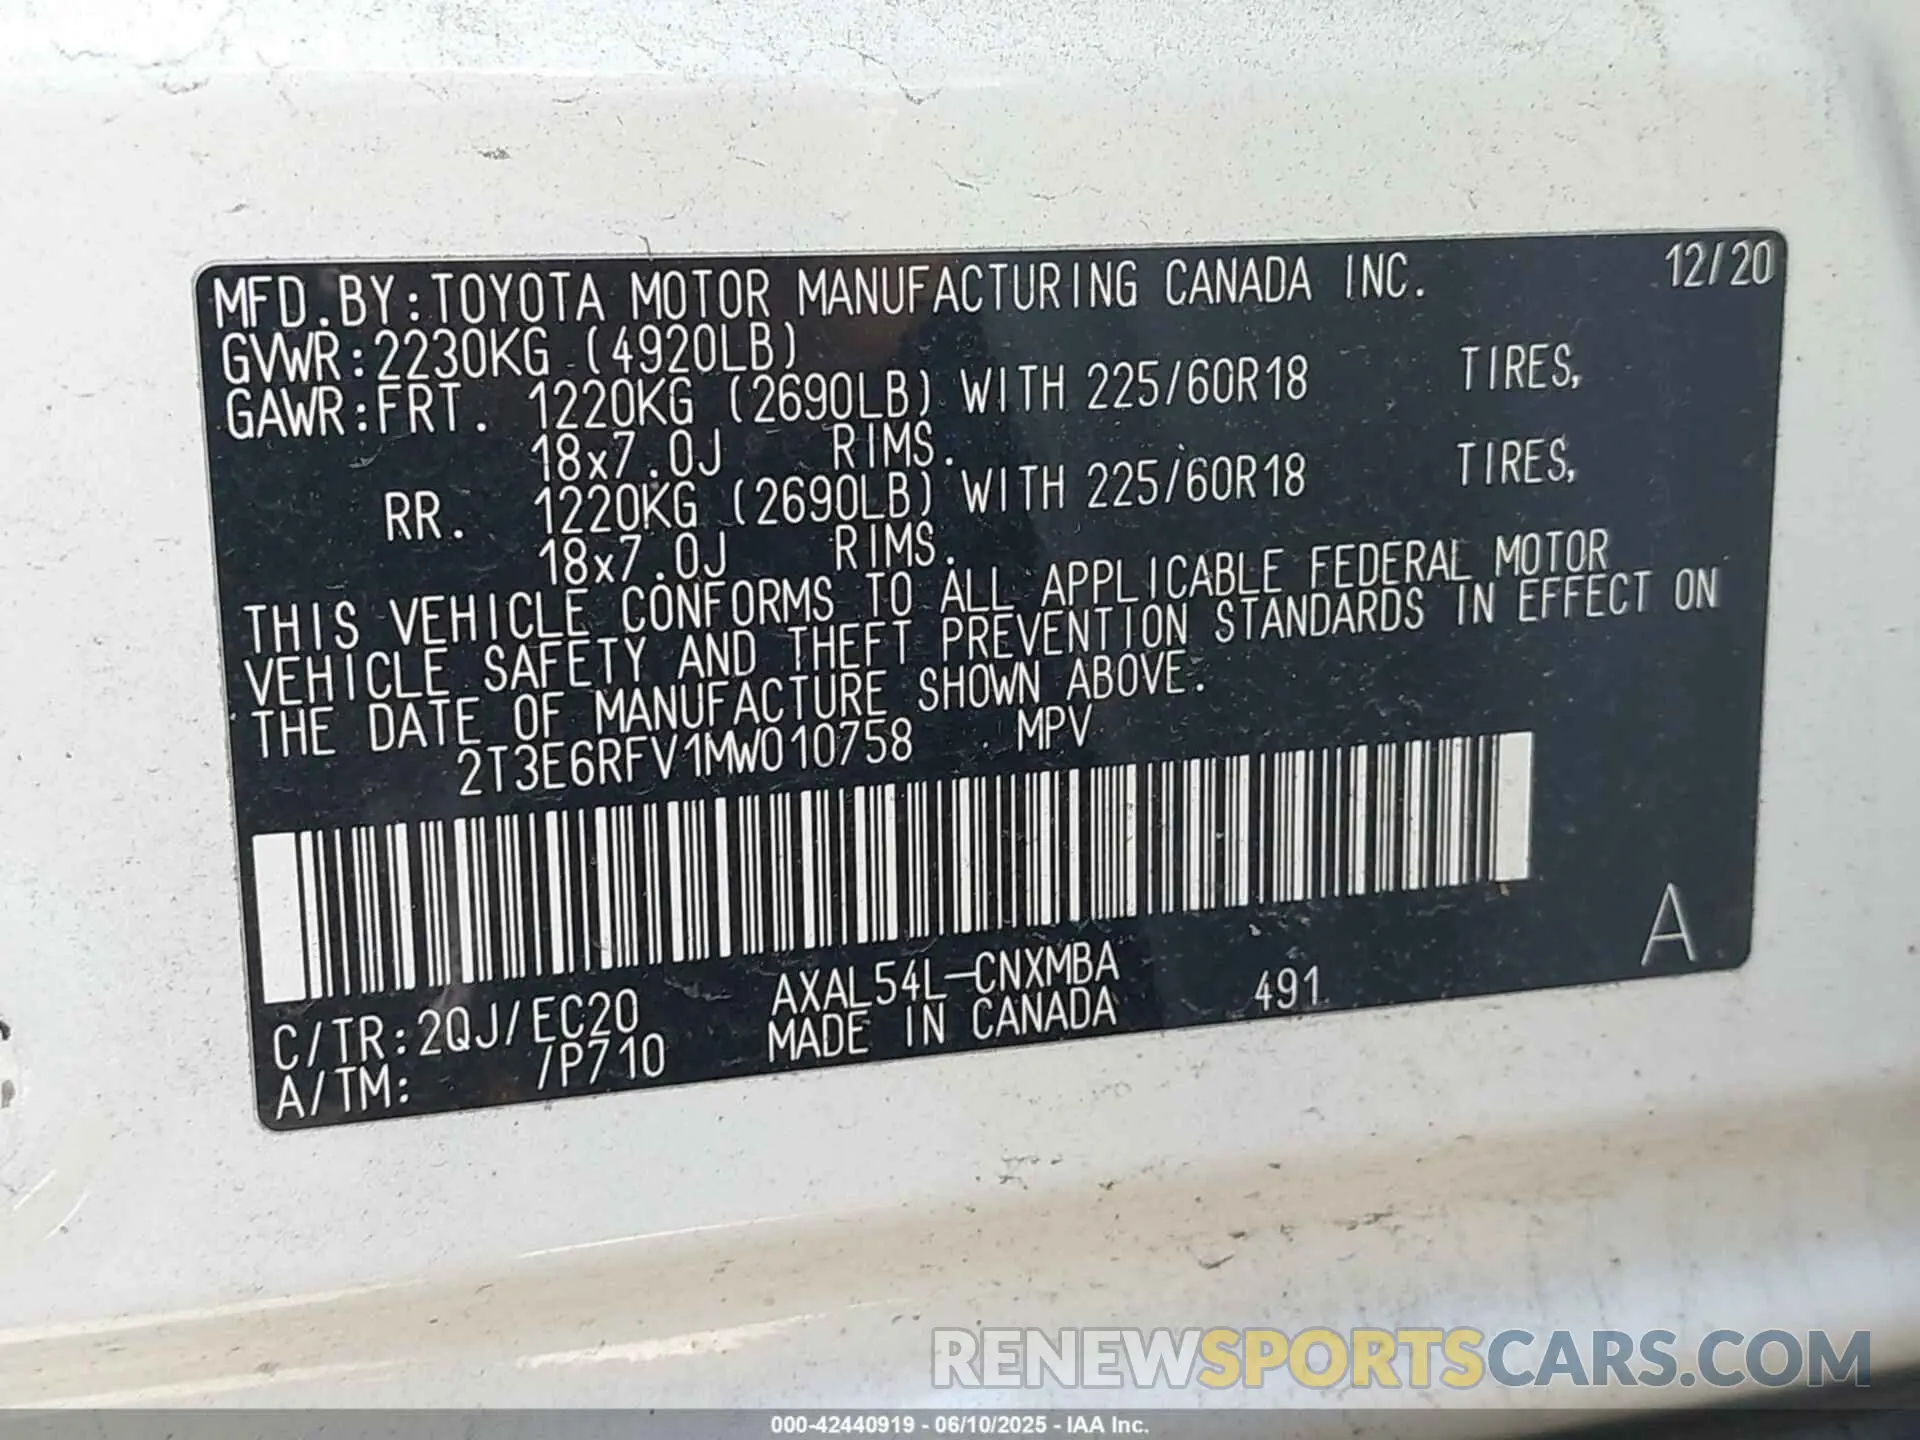 MFD.BY:TOYOTA MOTOR MANUFACTURING CANADA INC. 12/20
GVWR:2230KG (4920LB)
GAWR:FRT. 1220KG (2690LB) WITH 225/60R18 TIRES,
18x7.0J RIMS.
RR. 1220KG (2690LB) WITH 225/60R18 TIRES,
18x7.0J RIMS.
THIS VEHICLE CONFORMS TO ALL APPLICABLE FEDERAL MOTOR
VEHICLE SAFETY AND THEFT PREVENTION STANDARDS IN EFFECT ON
THE DATE OF MANUFACTURE SHOWN ABOVE.
2T3E6RFV1MW010758 MPV
A
C/TR:2QJ/EC20 AXAL54L-CNXMBA 491
A/TM: /P710 MADE IN CANADA
RENEWSPORTSCARS.COM
000-42440919 - 06/10/2025 - IAA Inc.